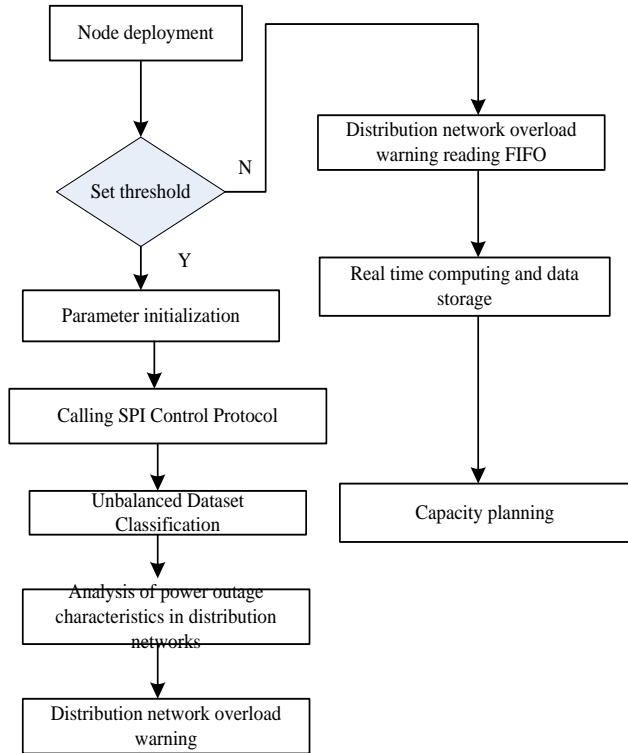 Node deployment
Set threshold
N
Y
Parameter initialization
Calling SPI Control Protocol
Unbalanced Dataset
Classification
Analysis of power outage
characteristics in distribution
networks
Distribution network overload
warning
Distribution network overload
warning reading FIFO
Real time computing and data
storage
Capacity planning